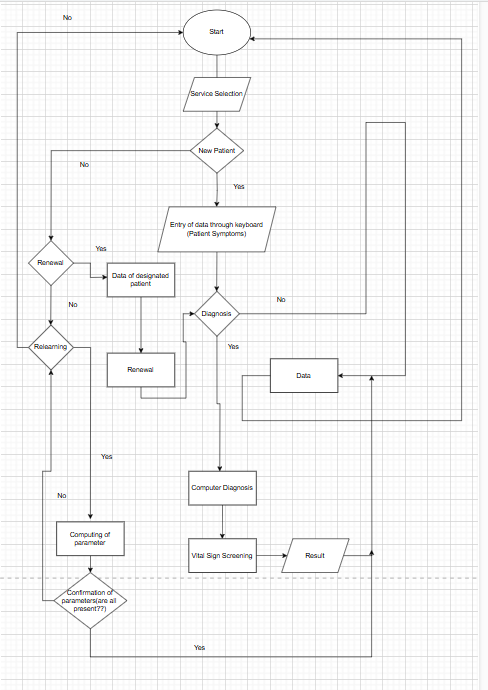 No
Start
Service Selection
New Patient
No
Yes
Entry of data through keyboard
(Patient Symptoms)
Renewal
Yes
Data of designated
patient
No
Diagnosis
No
Relearning
Renewal
Yes
Data
Yes
Computer Diagnosis
No
Computing of
parameter
Vital Sign Screening
Result
Confirmation of
parameters(are all
present??)
Yes